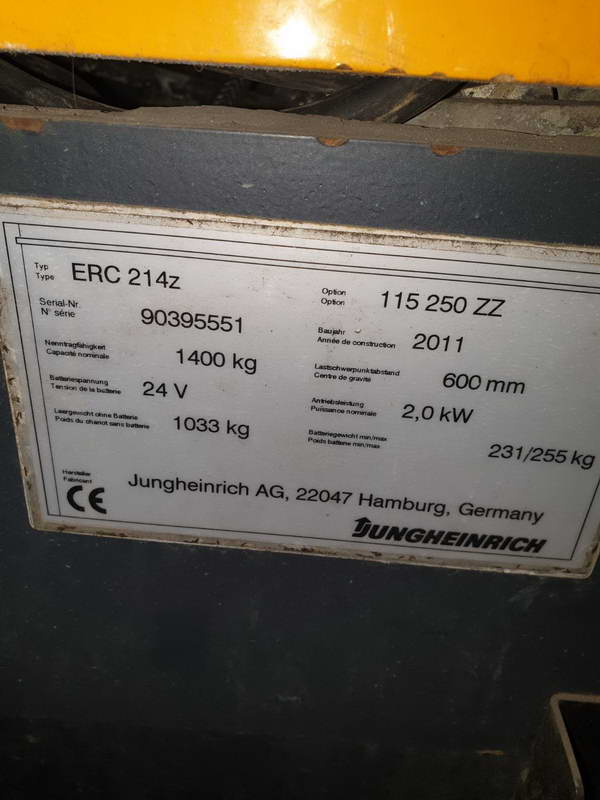 Typ
Type
ERC 214z
Option
Option
115 250 ZZ
Serial-Nr.
N° série
90395551
Baujahr
Année de construction
2011
Nenntragfähigkeit
Capacité nominale
1400 kg
Lastschwerpunktabstand
Centre de gravité
600 mm
Batteriespannung
Tension de la batterie
24 V
Antriebsleistung
Puissance nominale
2,0 kW
Leergewicht ohne Batterie
Poids du chariot sans batterie
1033 kg
Batteriegewicht min/max
Poids batterie min/max
231/255 kg
Hersteller
Fabricant
CE
Jungheinrich AG, 22047 Hamburg, Germany
JUNGHEINRICH